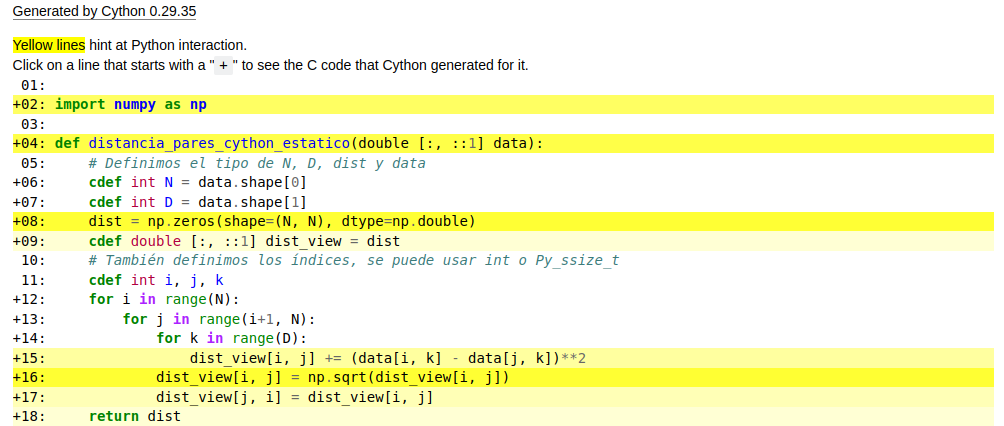 Generated by Cython 0.29.35
Yellow lines hint at Python interaction.
Click on a line that starts with a "+" to see the C code that Cython generated for it.
 01:
+02: import numpy as np
 03:
+04: def distancia_pares_cython_estatico(double [:, ::1] data):
 05:     # Definimos el tipo de N, D, dist y data
+06:     cdef int N = data.shape[0]
+07:     cdef int D = data.shape[1]
+08:     dist = np.zeros(shape=(N, N), dtype=np.double)
+09:     cdef double [:, ::1] dist_view = dist
 10:     # También definimos los índices, se puede usar int o Py_ssize_t
 11:     cdef int i, j, k
+12:     for i in range(N):
+13:         for j in range(i+1, N):
+14:             for k in range(D):
+15:                 dist_view[i, j] += (data[i, k] - data[j, k])**2
+16:             dist_view[i, j] = np.sqrt(dist_view[i, j])
+17:             dist_view[j, i] = dist_view[i, j]
+18:     return dist